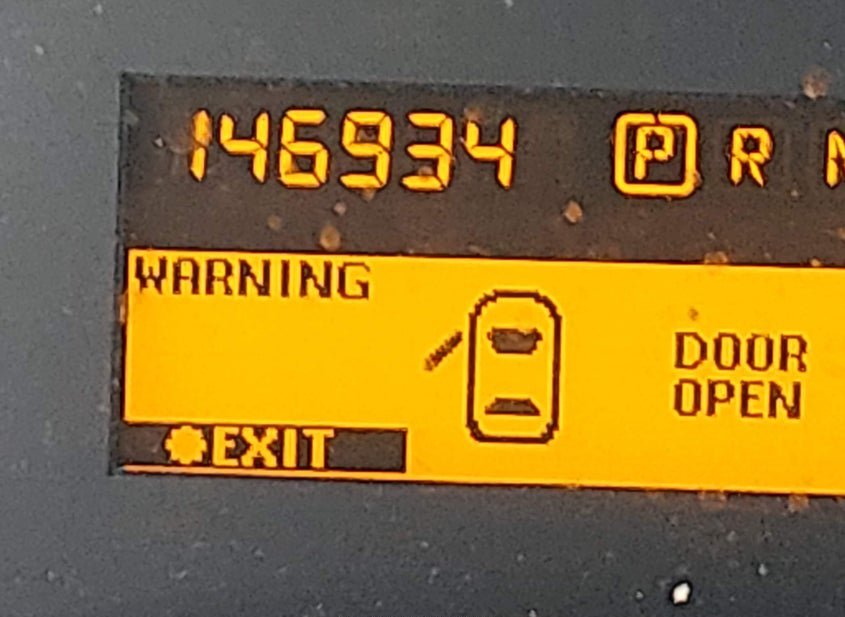 146934 P R N
WARNING
DOOR
OPEN
EXIT